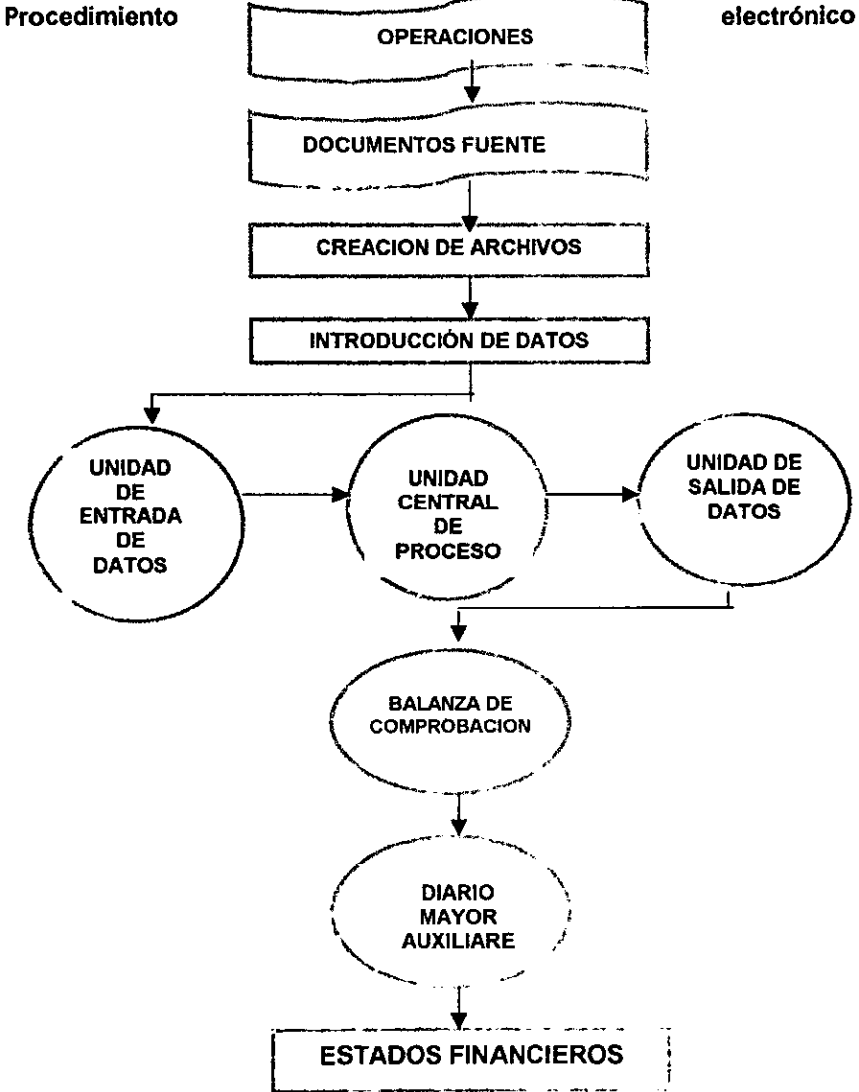 Procedimiento electrónico
OPERACIONES
DOCUMENTOS FUENTE
CREACION DE ARCHIVOS
INTRODUCCIÓN DE DATOS
UNIDAD
DE
ENTRADA
DE
DATOS
UNIDAD
CENTRAL
DE
PROCESO
UNIDAD DE
SALIDA DE
DATOS
BALANZA DE
COMPROBACION
DIARIO
MAYOR
AUXILIARE
ESTADOS FINANCIEROS